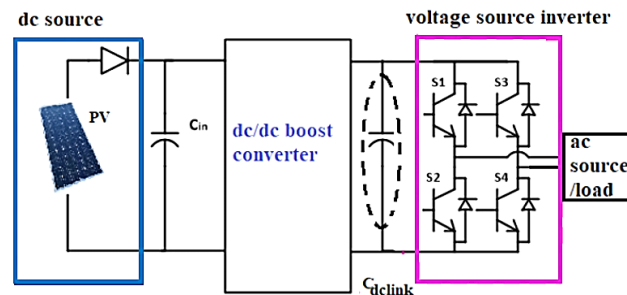 dc source
voltage source inverter
PV
Cin
dc/dc boost
converter
S1
S3
S2
S4
ac
source
/load
Cdclink